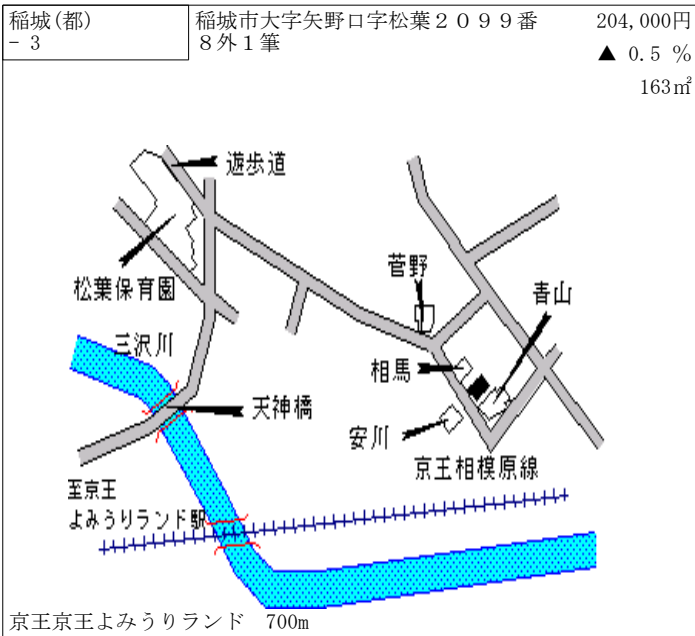 稲城(都)
- 3
稲城市大字矢野口字松葉２０９９番
８外１筆
204,000円
▲ 0.5 %
163㎡
遊歩道
菅野
松葉保育園
青山
三沢川
相馬
天神橋
安川
京王相模原線
至京王
よみうりランド駅
京王京王よみうりランド　700m